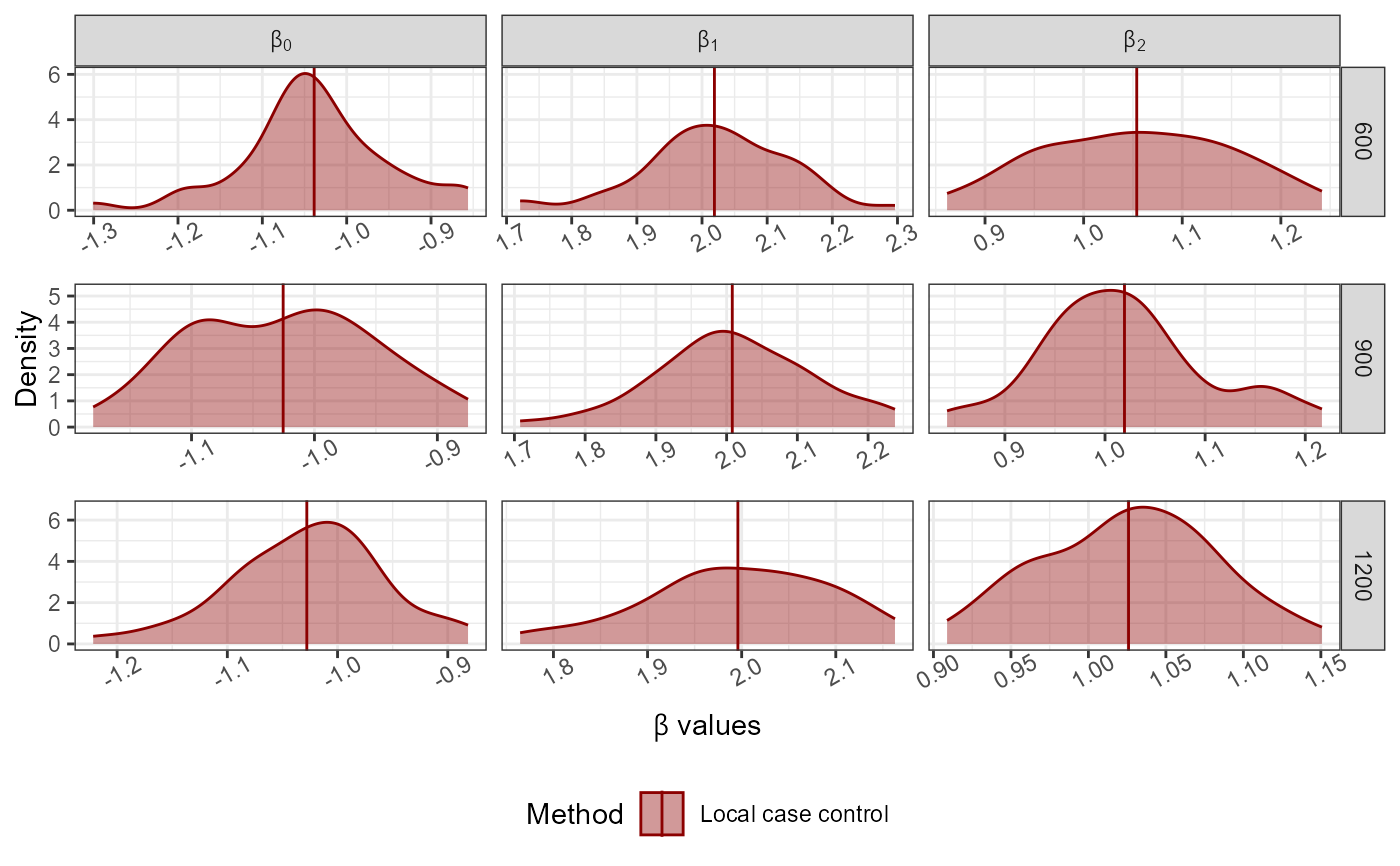 β₀ β₁ β₂
6
4
2
0
600
-1.3 -1.2 -1.1 -1.0 -0.9
1.7 1.8 1.9 2.0 2.1 2.2 2.3
0.9 1.0 1.1 1.2
Density
5
4
3
2
1
0
900
-1.1 -1.0 -0.9
1.7 1.8 1.9 2.0 2.1 2.2
0.9 1.0 1.1 1.2
6
4
2
0
1200
-1.2 -1.1 -1.0 -0.9
1.8 1.9 2.0 2.1
0.90 0.95 1.00 1.05 1.10 1.15
β values
Method Local case control